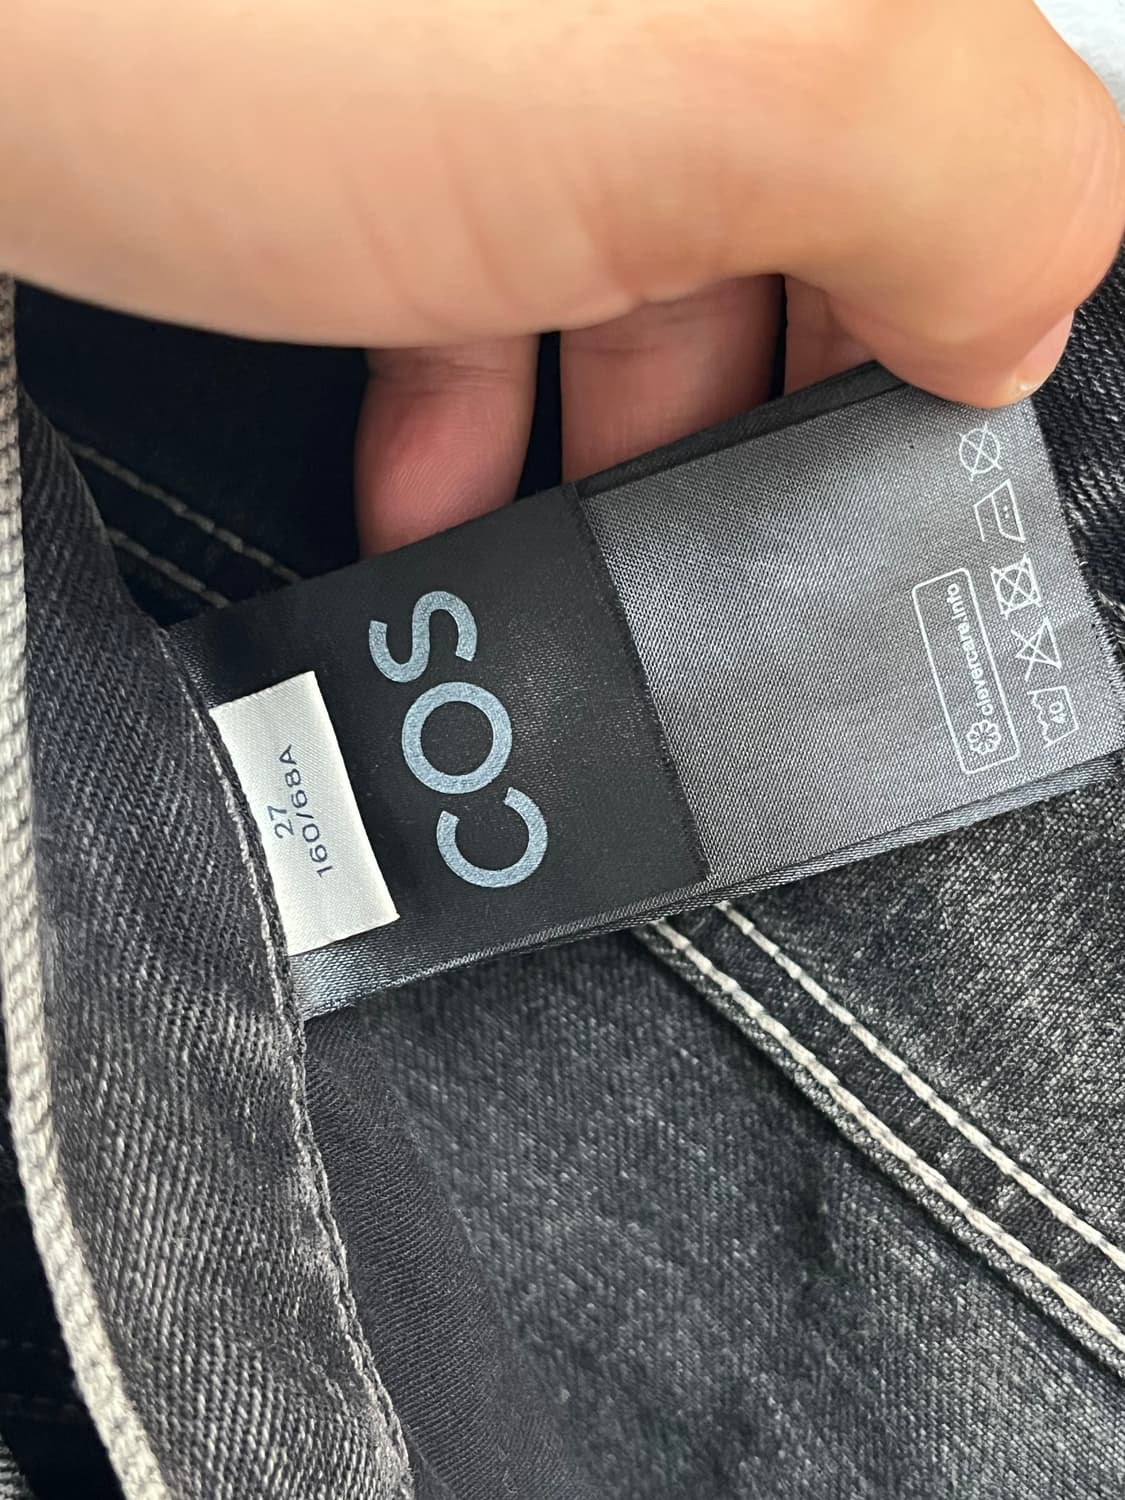 27
160/68A
COS
clevercare.info
40